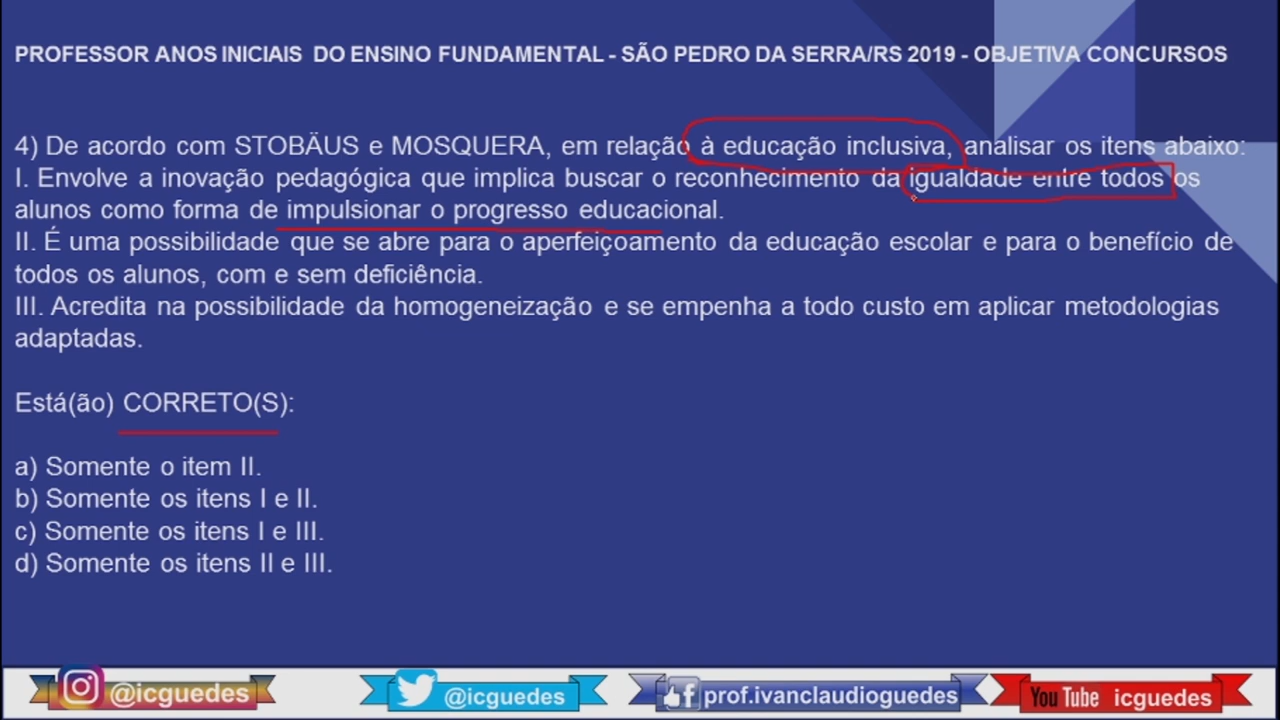 PROFESSOR ANOS INICIAIS DO ENSINO FUNDAMENTAL - SÃO PEDRO DA SERRA/RS 2019 - OBJETIVA CONCURSOS
4) De acordo com STOBÄUS e MOSQUERA, em relação à educação inclusiva, analisar os itens abaixo:
I. Envolve a inovação pedagógica que implica buscar o reconhecimento da igualdade entre todos os
alunos como forma de impulsionar o progresso educacional.
II. É uma possibilidade que se abre para o aperfeiçoamento da educação escolar e para o benefício de
todos os alunos, com e sem deficiência.
III. Acredita na possibilidade da homogeneização e se empenha a todo custo em aplicar metodologias
adaptadas.
Está(ão) CORRETO(S):
a) Somente o item II.
b) Somente os itens I e II.
c) Somente os itens I e III.
d) Somente os itens II e III.
@icguedes @icguedes prof.ivanclaudioguedes You Tube icguedes